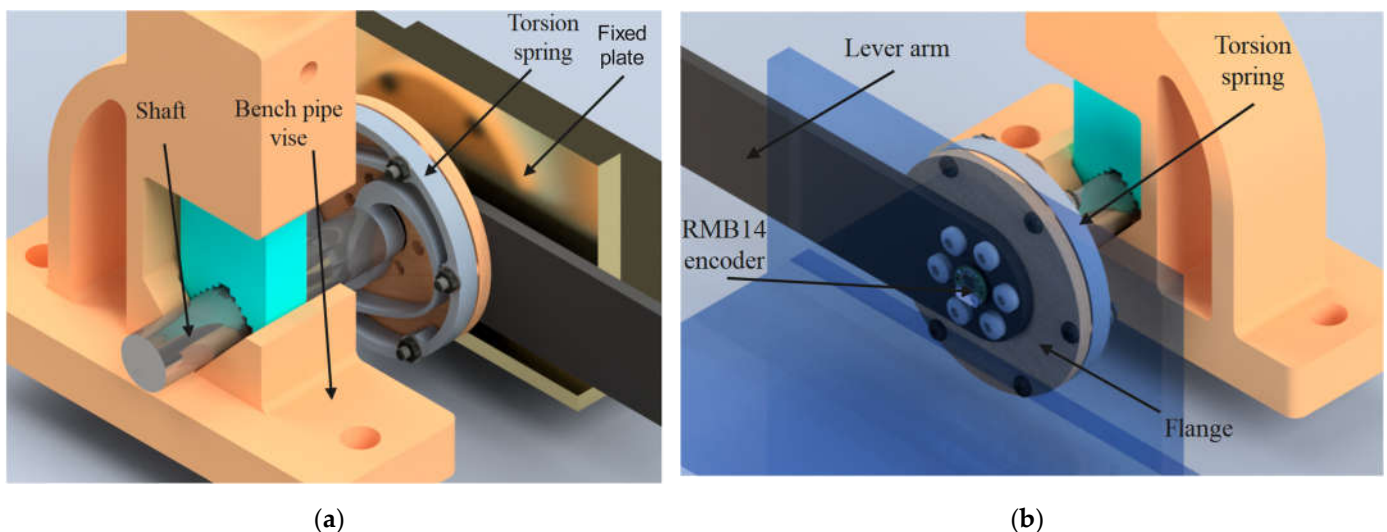 Torsion
spring
Fixed
plate
Shaft
Bench pipe
vise
(a)
Lever arm
Torsion
spring
RMB14
encoder
Flange
(b)